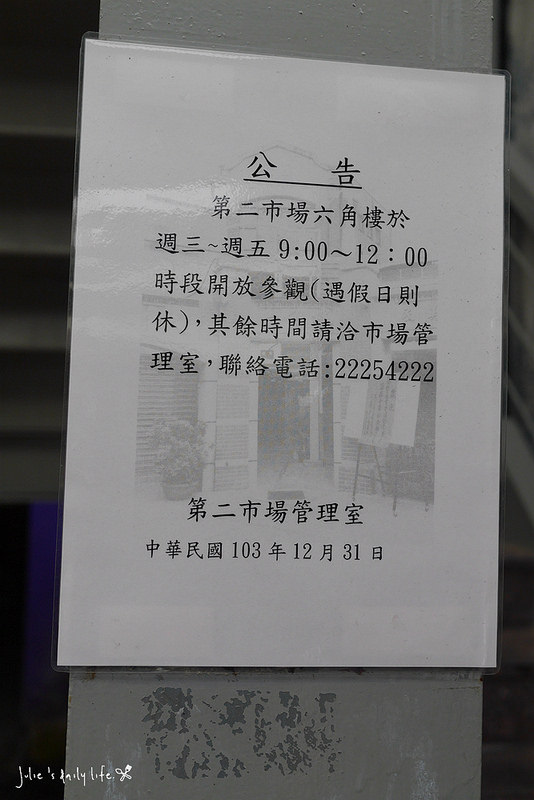 公告
第二市場六角樓於
週三~週五 9:00～12：00
時段開放參觀(遇假日則
休)，其餘時間請洽市場管
理室，聯絡電話:22254222
第二市場管理室
中華民國 103 年 12 月 31 日
Julie's daily life.